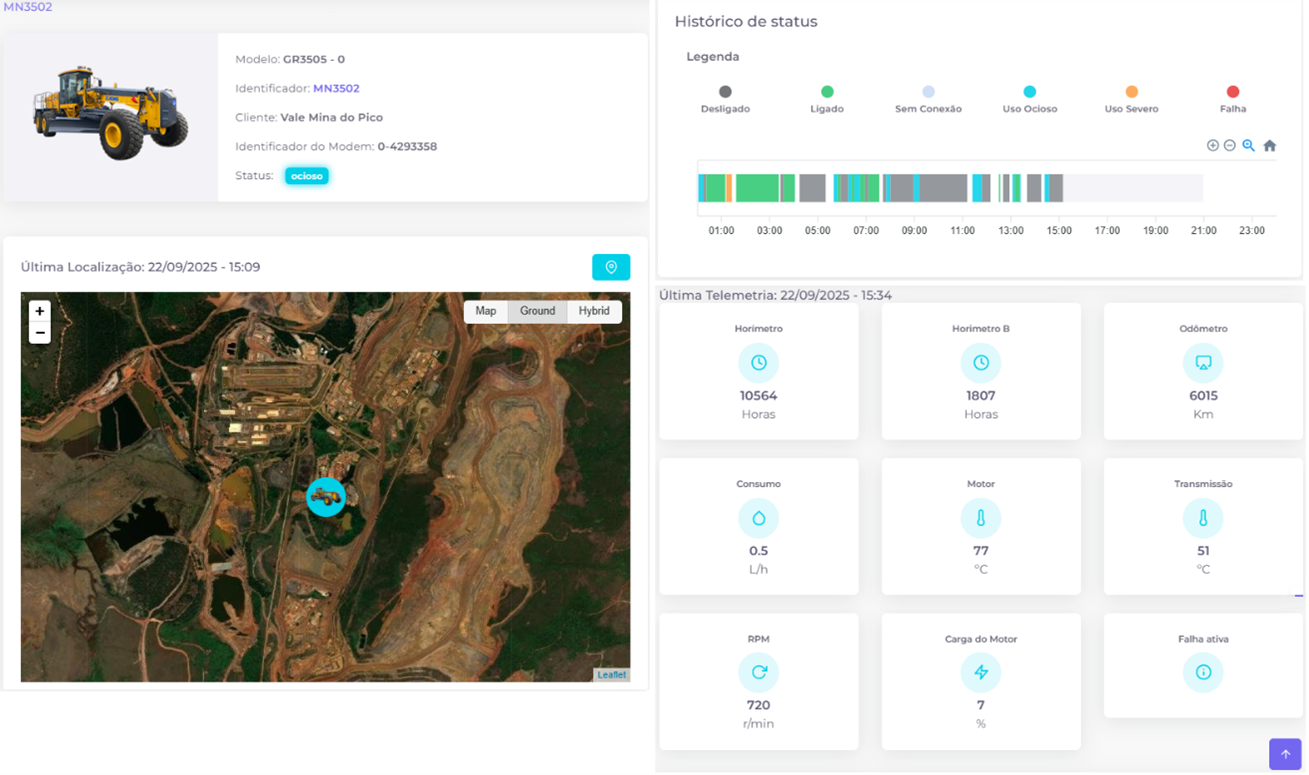 MN3502
Modelo: GR3505 - 0
Identificador: MN3502
Cliente: Vale Mina do Pico
Identificador do Modem: 0-4293358
Status: ocioso
Última Localização: 22/09/2025 - 15:09
+
−
Map Ground Hybrid
Leaflet
Histórico de status
Legenda
Desligado Ligado Sem Conexão Uso Ocioso Uso Severo Falha
01:00 03:00 05:00 07:00 09:00 11:00 13:00 15:00 17:00 19:00 21:00 23:00
Última Telemetria: 22/09/2025 - 15:34
Horímetro
10564
Horas
Horimetro B
1807
Horas
Odômetro
6015
Km
Consumo
0.5
L/h
Motor
77
°C
Transmissão
51
°C
RPM
720
r/min
Carga do Motor
7
%
Falha ativa